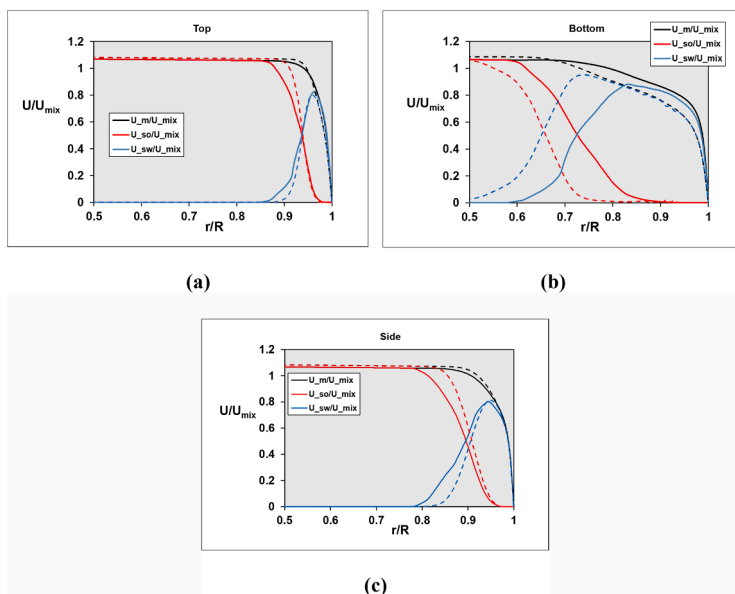 Top
1.2
1
0.8
0.6
0.4
0.2
0
U/Umix
U_m/U_mix
U_so/U_mix
U_sw/U_mix
0.5 0.6 0.7 0.8 0.9 1
r/R
(a)
Bottom
U_m/U_mix
U_so/U_mix
U_sw/U_mix
1.2
1
0.8
0.6
0.4
0.2
0
U/Umix
0.5 0.6 0.7 0.8 0.9 1
r/R
(b)
Side
1.2
1
0.8
0.6
0.4
0.2
0
U/Umix
U_m/U_mix
U_so/U_mix
U_sw/U_mix
0.5 0.6 0.7 0.8 0.9 1
r/R
(c)